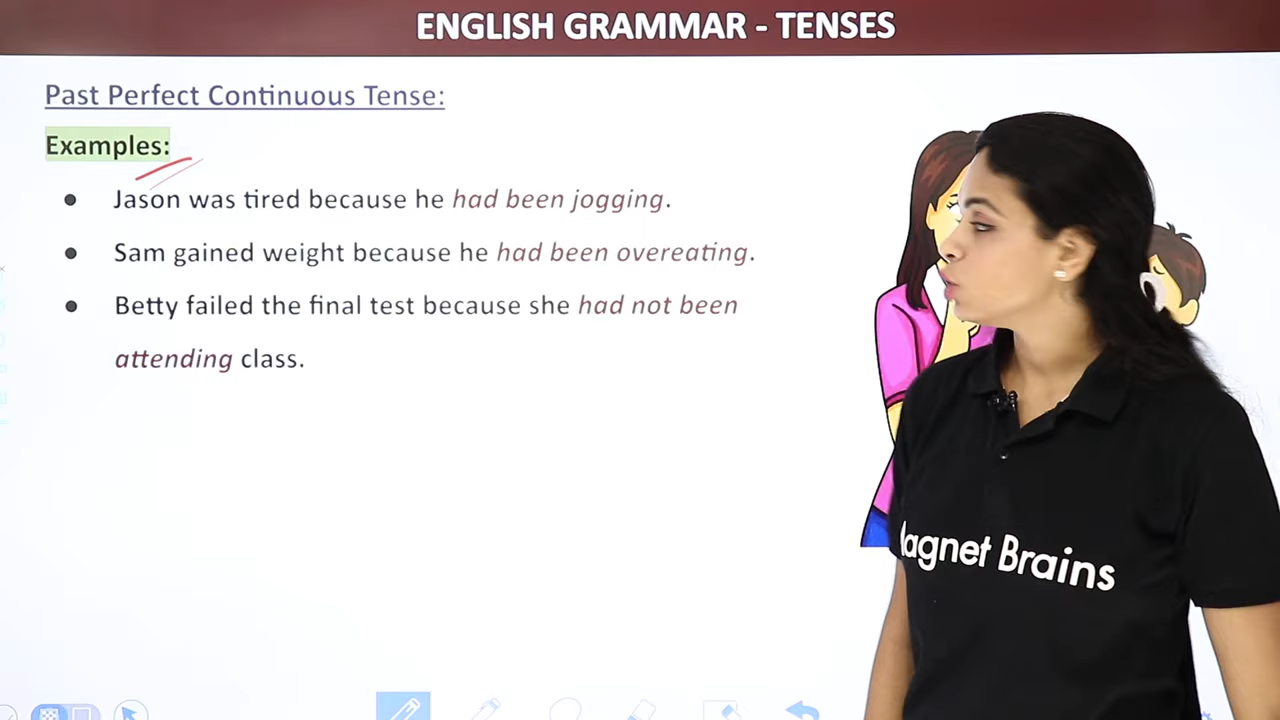 ENGLISH GRAMMAR - TENSES
Past Perfect Continuous Tense:
Examples:
Jason was tired because he had been jogging.
Sam gained weight because he had been overeating.
Betty failed the final test because she had not been
attending class.
Magnet Brains